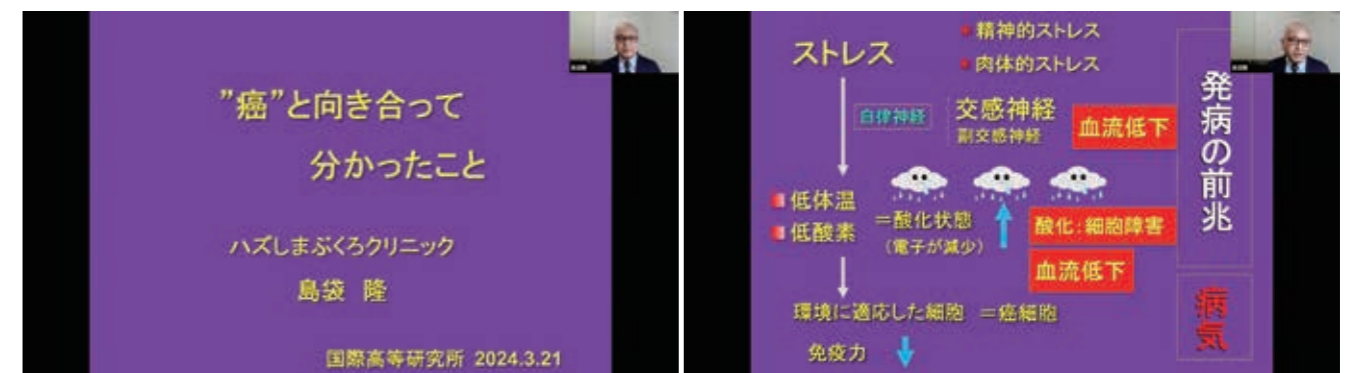 ”癌”と向き合って
分かったこと
ハズしまぶくろクリニック
島袋 隆
国際高等研究所 2024.3.21
ストレス
精神的ストレス
肉体的ストレス
自律神経
交感神経
副交感神経
血流低下
発病の前兆
低体温
低酸素
=酸化状態
(電子が減少)
酸化:細胞障害
血流低下
環境に適応した細胞 =癌細胞
免疫力
病気